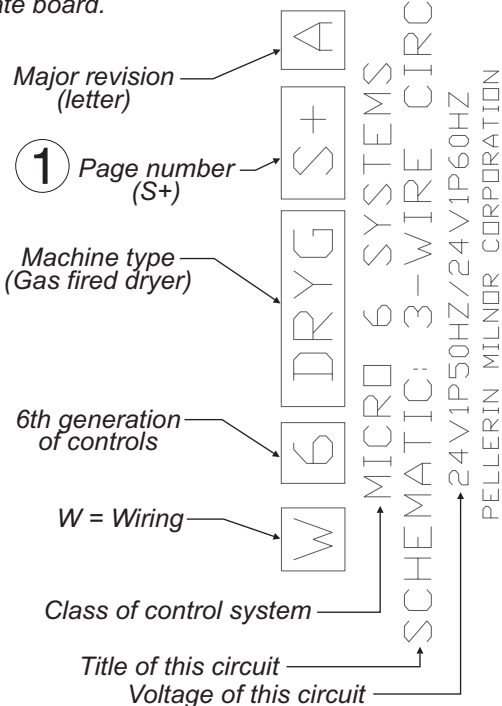 ate board.
Major revision
(letter)
1 Page number
(S+)
Machine type
(Gas fired dryer)
6th generation
of controls
W = Wiring
Class of control system
Title of this circuit
Voltage of this circuit
W 6 DRYG S+ A
MICRO 6 SYSTEMS
SCHEMATIC: 3-WIRE CIRC
24V1P50HZ/24V1P60HZ
PELLERIN MILNOR CORPORATION